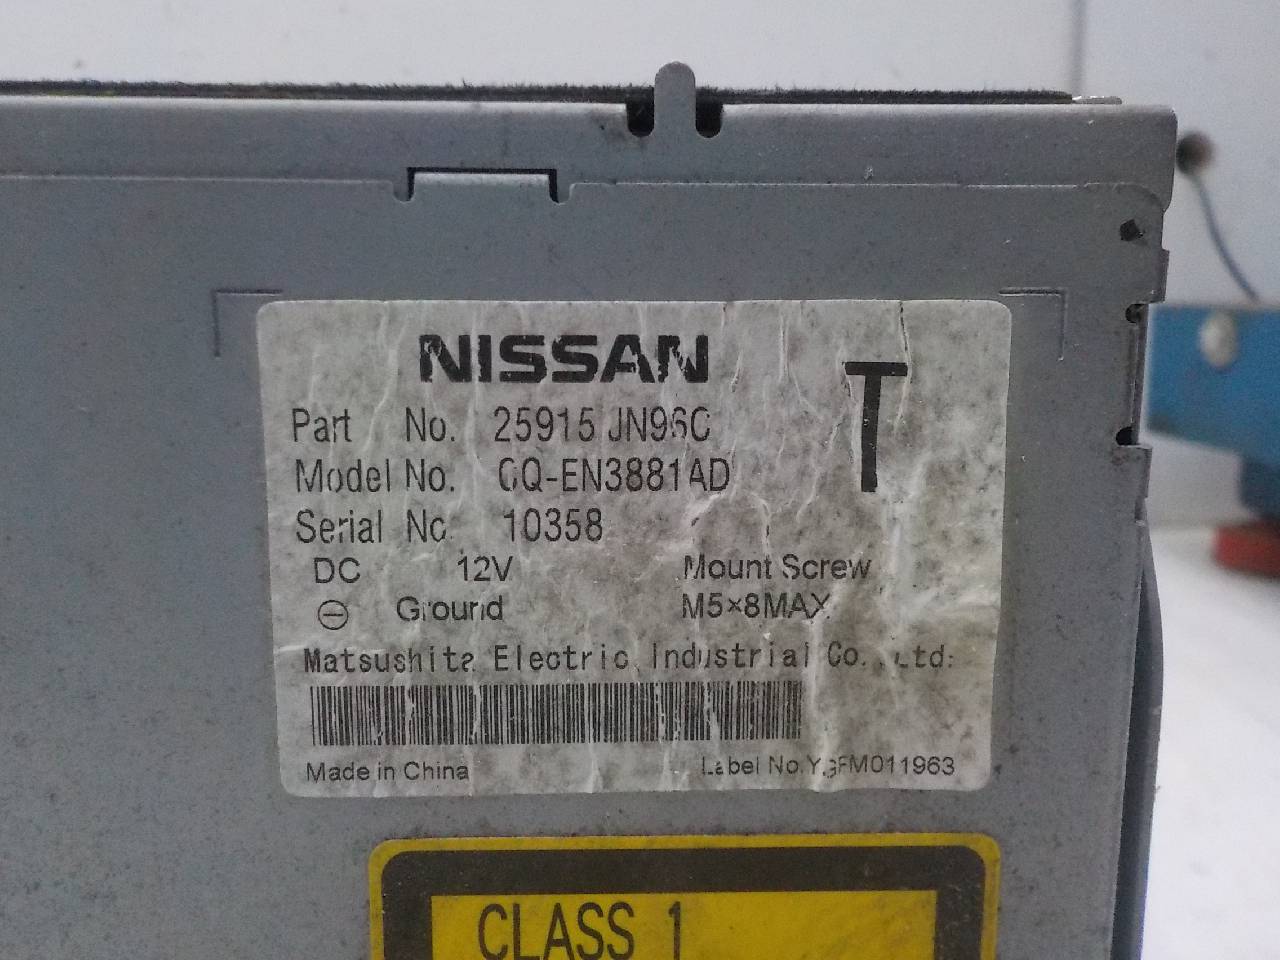 NISSAN
T
Part No. 25915 JN96C
Model No. CQ-EN3881AD
Serial No. 10358
DC 12V Mount Screw
⊖ Ground M5×8MAX.
Matsushita Electric Industrial Co., Ltd.
Made in China Label No.
CLASS 1